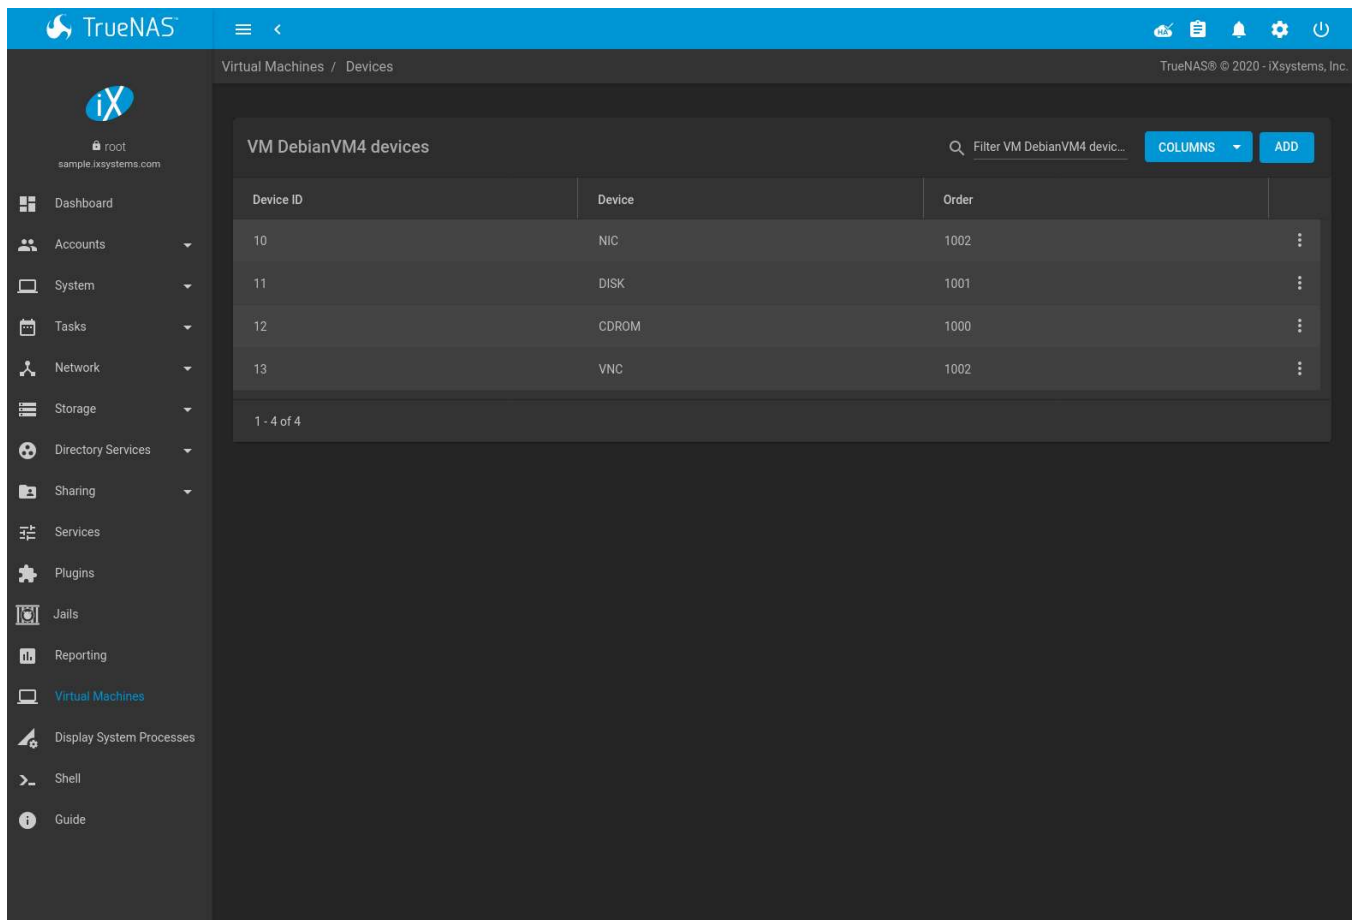 TrueNAS
HA
Virtual Machines / Devices
TrueNAS® © 2020 - iXsystems, Inc.
iX
root
sample.ixsystems.com
VM DebianVM4 devices
Filter VM DebianVM4 devic...
COLUMNS
ADD
Device ID Device Order
10 NIC 1002
11 DISK 1001
12 CDROM 1000
13 VNC 1002
1 - 4 of 4
Dashboard
Accounts
System
Tasks
Network
Storage
Directory Services
Sharing
Services
Plugins
Jails
Reporting
Virtual Machines
Display System Processes
Shell
Guide